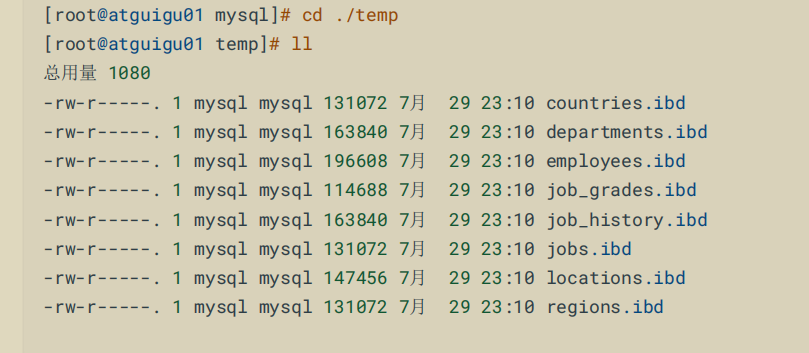 [root@atguigu01 mysql]# cd ./temp
[root@atguigu01 temp]# ll
总用量 1080
-rw-r-----. 1 mysql mysql 131072 7月  29 23:10 countries.ibd
-rw-r-----. 1 mysql mysql 163840 7月  29 23:10 departments.ibd
-rw-r-----. 1 mysql mysql 196608 7月  29 23:10 employees.ibd
-rw-r-----. 1 mysql mysql 114688 7月  29 23:10 job_grades.ibd
-rw-r-----. 1 mysql mysql 163840 7月  29 23:10 job_history.ibd
-rw-r-----. 1 mysql mysql 131072 7月  29 23:10 jobs.ibd
-rw-r-----. 1 mysql mysql 147456 7月  29 23:10 locations.ibd
-rw-r-----. 1 mysql mysql 131072 7月  29 23:10 regions.ibd